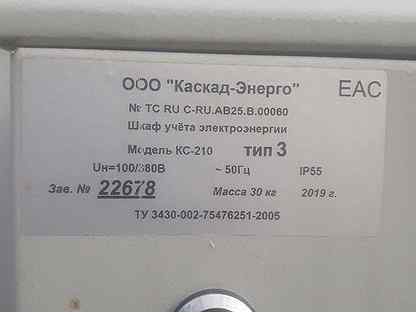 ООО "Каскад-Энерго" EAC
№ ТС RU C-RU.АВ25.В.00060
Шкаф учёта электроэнергии
Модель КС-210 тип 3
Uн=100/380В ~ 50Гц IP55
Зав. № 22678 Масса 30 кг 2019 г.
ТУ 3430-002-75476251-2005